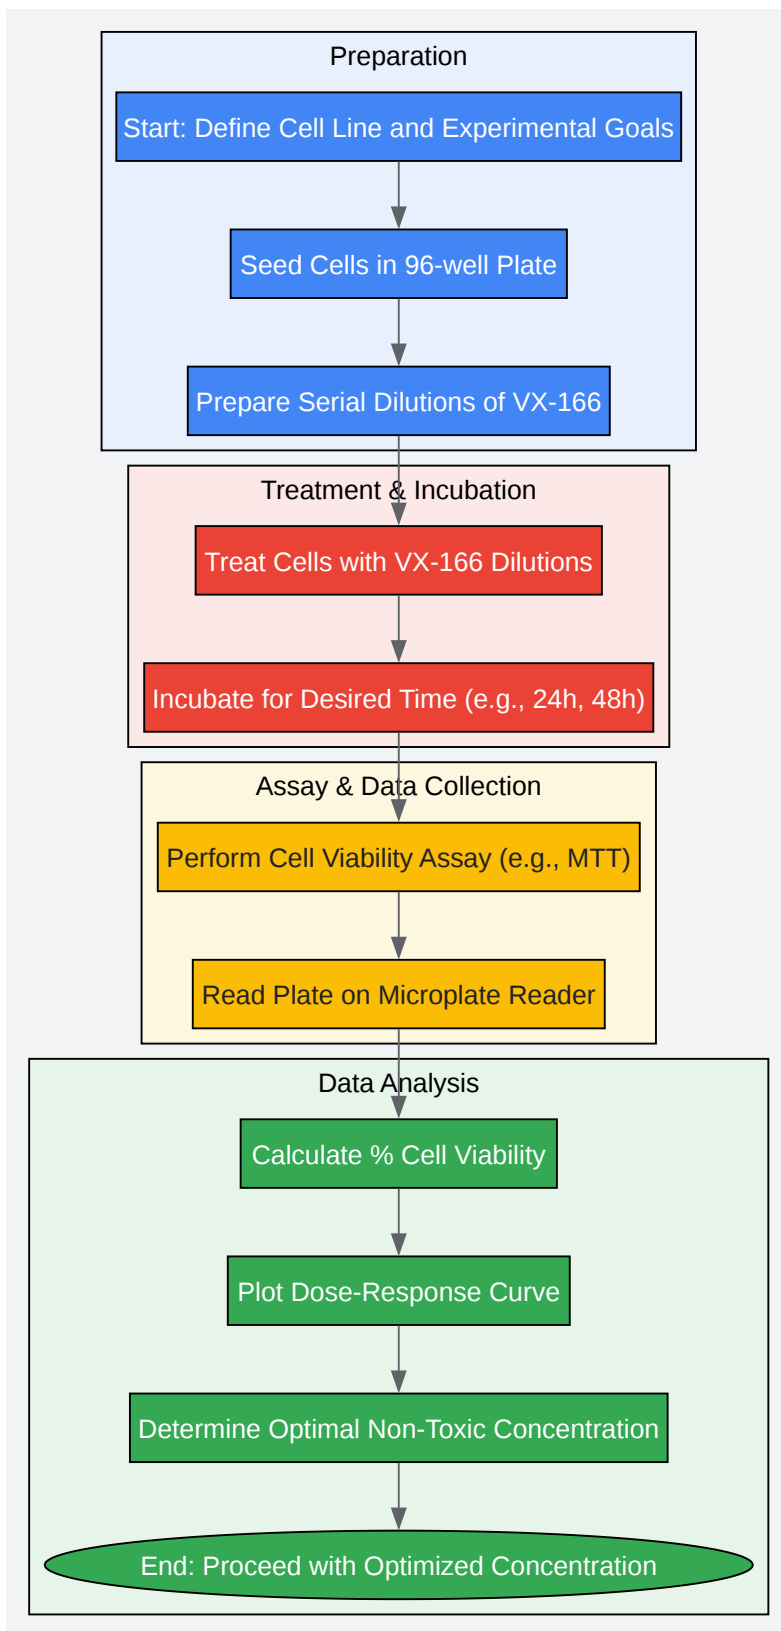 Preparation
Start: Define Cell Line and Experimental Goals
Seed Cells in 96-well Plate
Prepare Serial Dilutions of VX-166
Treatment & Incubation
Treat Cells with VX-166 Dilutions
Incubate for Desired Time (e.g., 24h, 48h)
Assay & Data Collection
Perform Cell Viability Assay (e.g., MTT)
Read Plate on Microplate Reader
Data Analysis
Calculate % Cell Viability
Plot Dose-Response Curve
Determine Optimal Non-Toxic Concentration
End: Proceed with Optimized Concentration